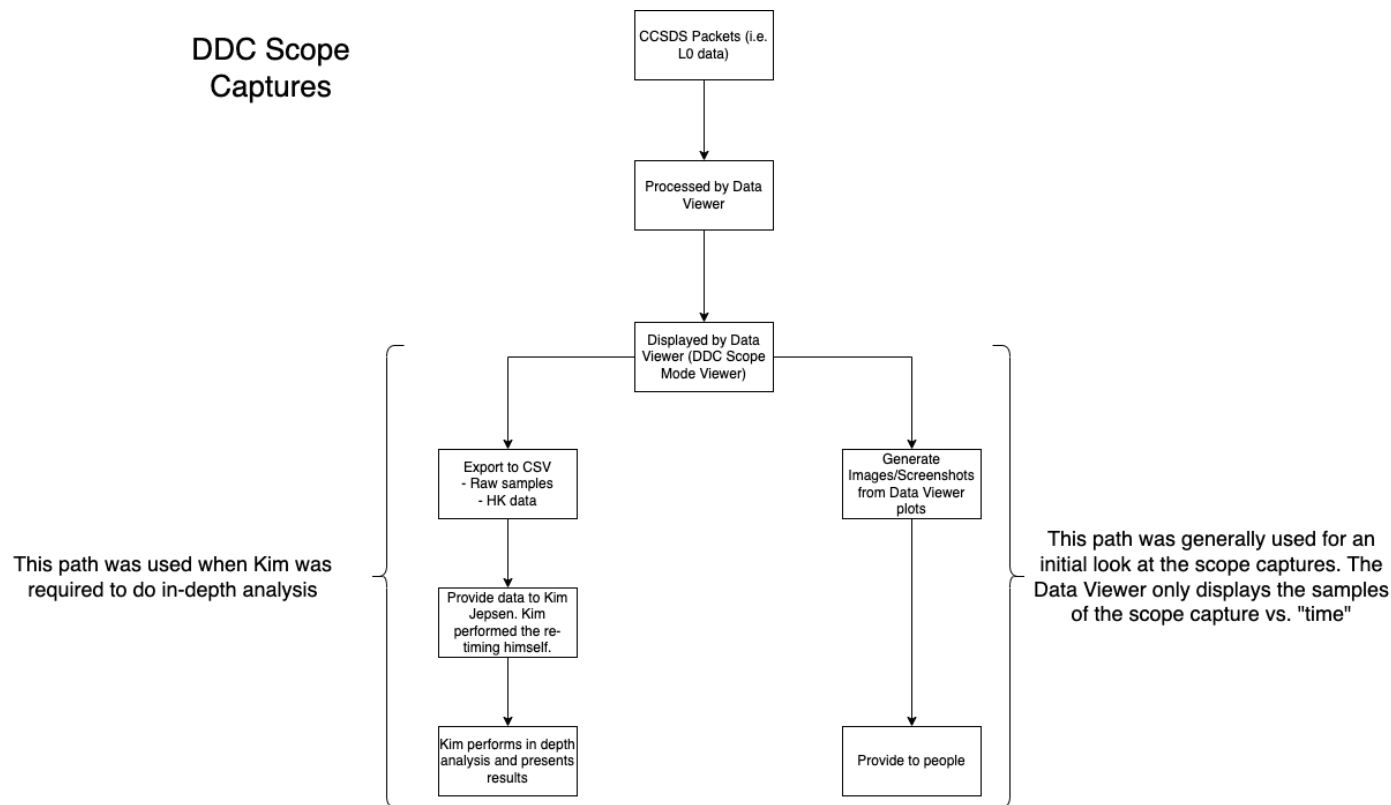 DDC Scope
Captures
CCSDS Packets (i.e.
L0 data)
Processed by Data
Viewer
Displayed by Data
Viewer (DDC Scope
Mode Viewer)
Export to CSV
- Raw samples
- HK data
Generate
Images/Screenshots
from Data Viewer
plots
This path was used when Kim was
required to do in-depth analysis
Provide data to Kim
Jepsen. Kim
performed the re-
timing himself.
This path was generally used for an
initial look at the scope captures. The
Data Viewer only displays the samples
of the scope capture vs. "time"
Kim performs in depth
analysis and presents
results
Provide to people